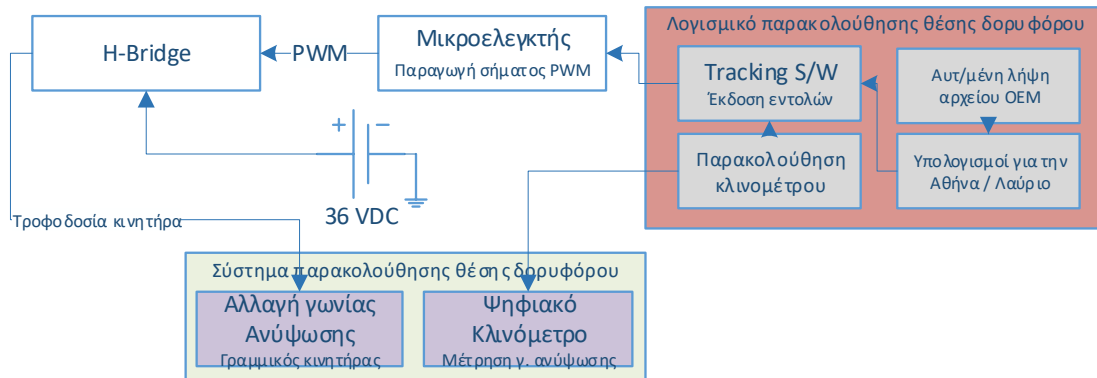 Λογισμικό παρακολούθησης θέσης δορυφόρου
H-Bridge
PWM
Μικροελεγκτής
Παραγωγή σήματος PWM
Tracking S/W
Έκδοση εντολών
Αυτ/μένη λήψη
αρχείου OEM
Παρακολούθηση
κλινομέτρου
Υπολογισμοί για την
Αθήνα / Λαύριο
+
−
36 VDC
Τροφοδοσία κινητήρα
Σύστημα παρακολούθησης θέσης δορυφόρου
Αλλαγή γωνίας
Ανύψωσης
Γραμμικός κινητήρας
Ψηφιακό
Κλινόμετρο
Μέτρηση γ. ανύψωσης